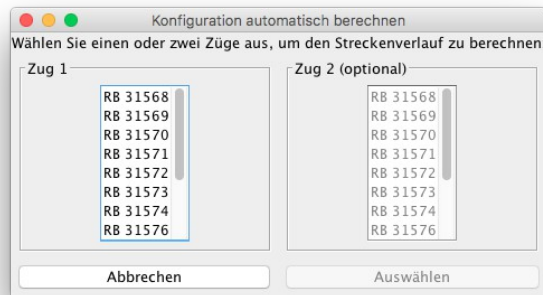 Konfiguration automatisch berechnen
Wählen Sie einen oder zwei Züge aus, um den Streckenverlauf zu berechnen
Zug 1
RB 31568
RB 31569
RB 31570
RB 31571
RB 31572
RB 31573
RB 31574
RB 31576
Zug 2 (optional)
RB 31568
RB 31569
RB 31570
RB 31571
RB 31572
RB 31573
RB 31574
RB 31576
Abbrechen
Auswählen